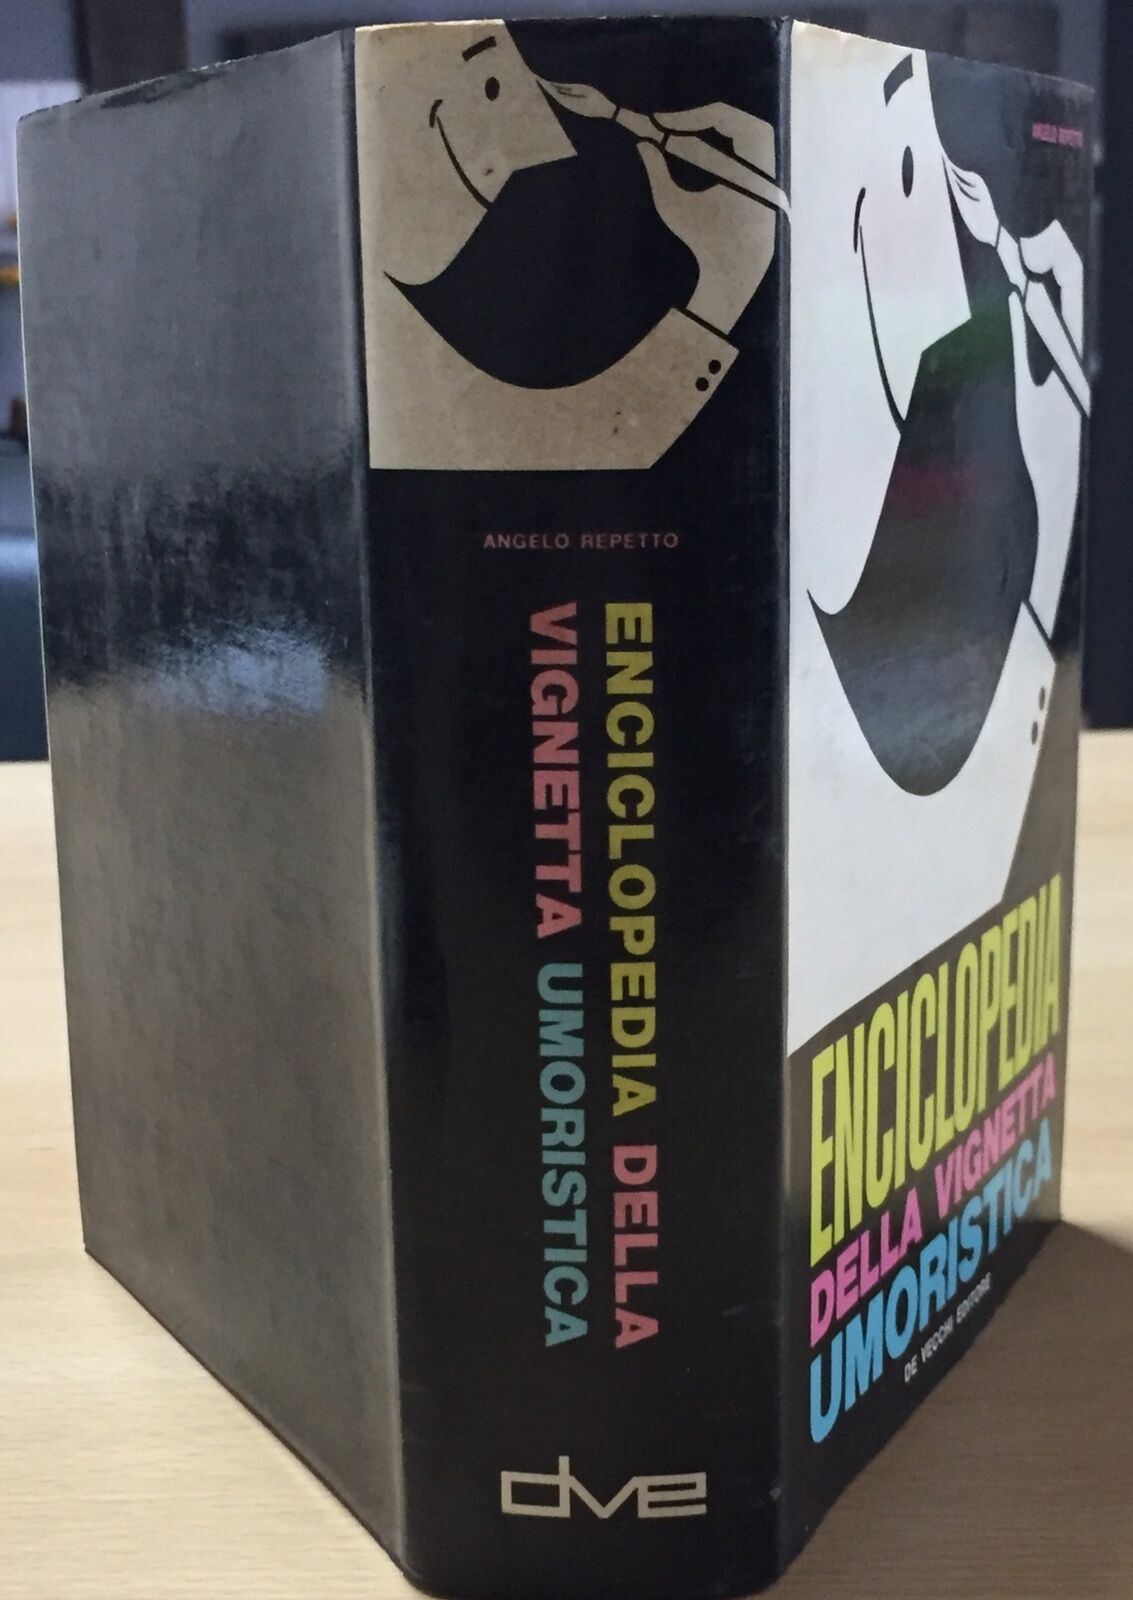 ANGELO REPETTO
ENCICLOPEDIA DELLA
VIGNETTA UMORISTICA
dve
ANGELO REPETTO
ENCICLOPEDIA
DELLA VIGNETTA
UMORISTICA
DE VECCHI EDITORE